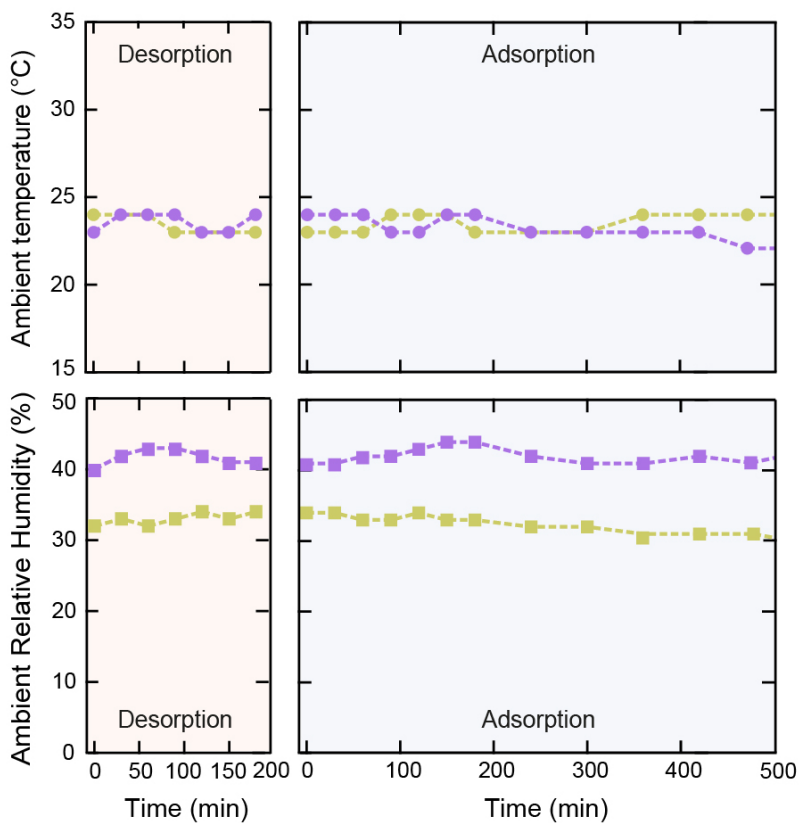 Ambient temperature (°C)
35
30
25
20
15
Desorption
Adsorption
Ambient Relative Humidity (%)
50
40
30
20
10
0
Desorption
Adsorption
0 50 100 150 200
0 100 200 300 400 500
Time (min)
Time (min)